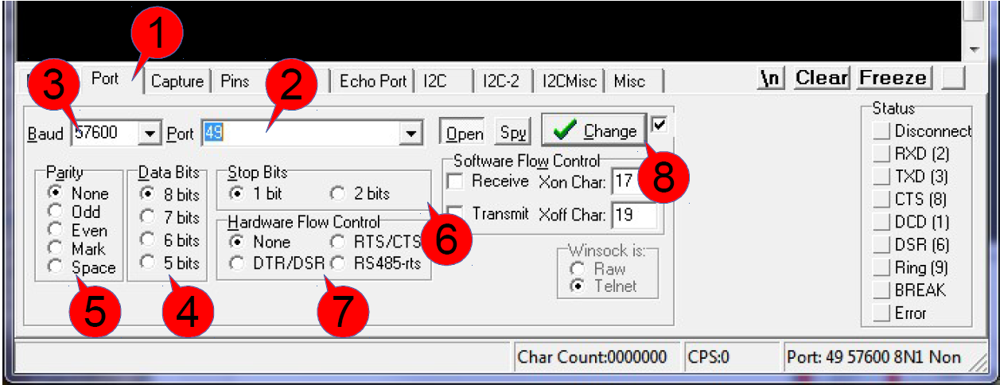 1
3 Port Capture Pins 2 Echo Port I2C I2C-2 I2CMisc Misc \n Clear Freeze
Status
Baud 57600 Port 49 Open Spy Change
Disconnect
Parity Data Bits Stop Bits Software Flow Control
RXD (2)
None 8 bits 1 bit 2 bits Receive Xon Char: 17 8
TXD (3)
Odd 7 bits Hardware Flow Control Transmit Xoff Char: 19
CTS (8)
DCD (1)
Even 6 bits None RTS/CTS 6
Mark
DSR (6)
Space 5 bits DTR/DSR RS485-rts Winsock is:
Raw
Ring (9)
Telnet
BREAK
5 4 7
Error
Char Count:0000000 CPS:0 Port: 49 57600 8N1 Non